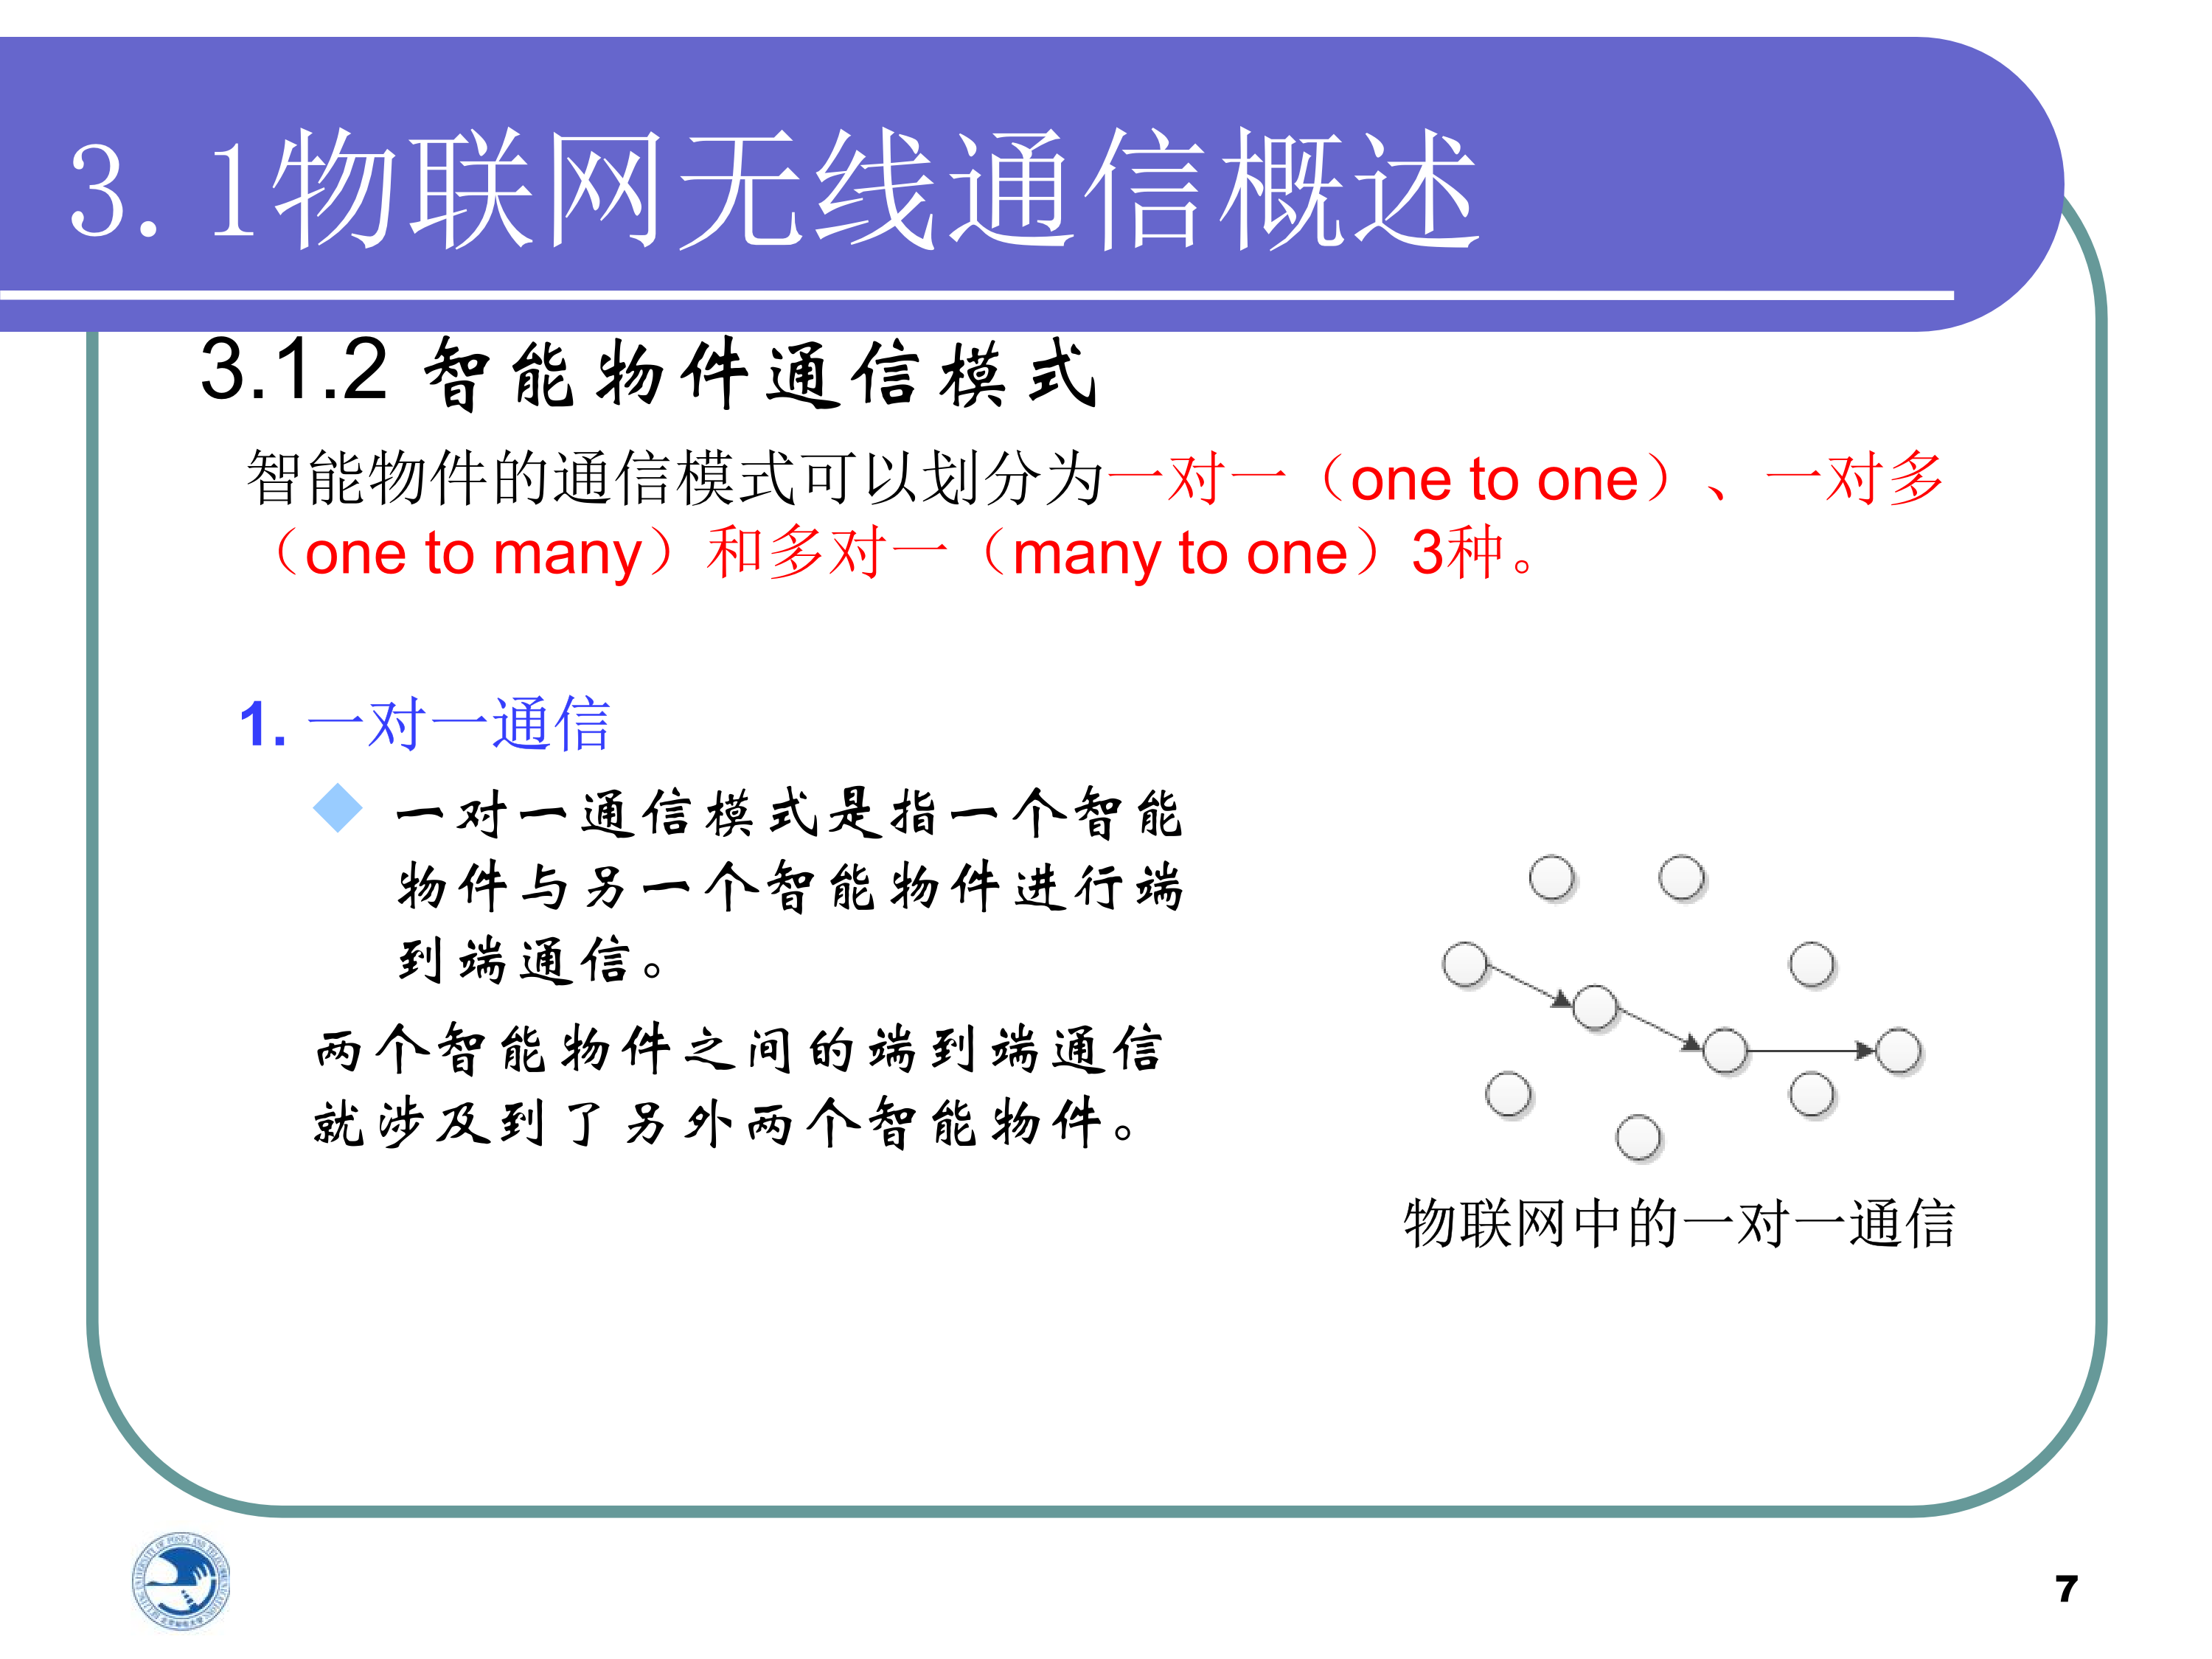 3.1物联网无线通信概述
3.1.2 智能物件通信模式
智能物件的通信模式可以划分为一对一（one to one）、一对多
（one to many）和多对一（many to one）3种。
1. 一对一通信
一对一通信模式是指一个智能
物件与另一个智能物件进行端
到端通信。
两个智能物件之间的端到端通信
就涉及到了另外两个智能物件。
物联网中的一对一通信
7